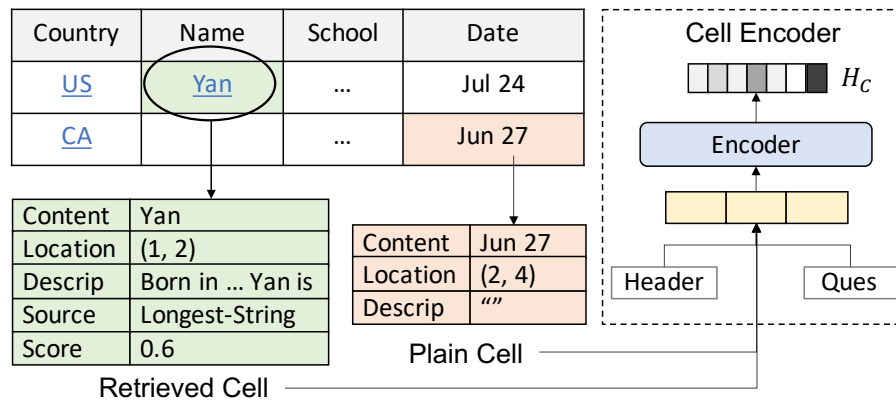 Country Name School Date
US Yan ... Jul 24
CA ... Jun 27
Content Yan
Location (1, 2)
Descrip Born in ... Yan is
Source Longest-String
Score 0.6
Retrieved Cell
Content Jun 27
Location (2, 4)
Descrip “”
Plain Cell
Cell Encoder
H_C
Encoder
Header Ques